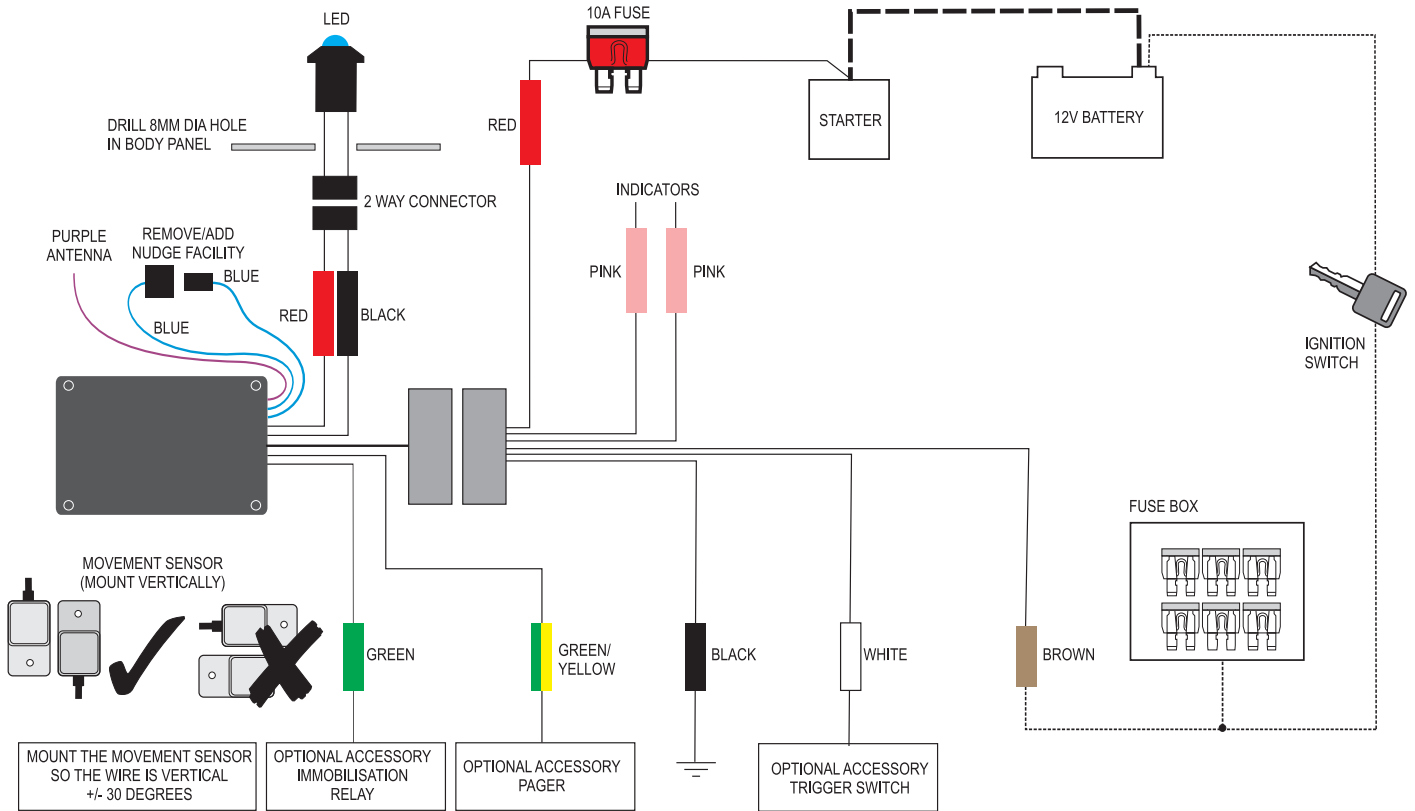 LED
10A FUSE
DRILL 8MM DIA HOLE
IN BODY PANEL
RED
STARTER
12V BATTERY
2 WAY CONNECTOR
INDICATORS
PURPLE
ANTENNA
REMOVE/ADD
NUDGE FACILITY
BLUE
BLUE
RED
BLACK
PINK
PINK
IGNITION
SWITCH
FUSE BOX
MOVEMENT SENSOR
(MOUNT VERTICALLY)
GREEN
GREEN/
YELLOW
BLACK
WHITE
BROWN
MOUNT THE MOVEMENT SENSOR
SO THE WIRE IS VERTICAL
+/- 30 DEGREES
OPTIONAL ACCESSORY
IMMOBILISATION
RELAY
OPTIONAL ACCESSORY
PAGER
OPTIONAL ACCESSORY
TRIGGER SWITCH